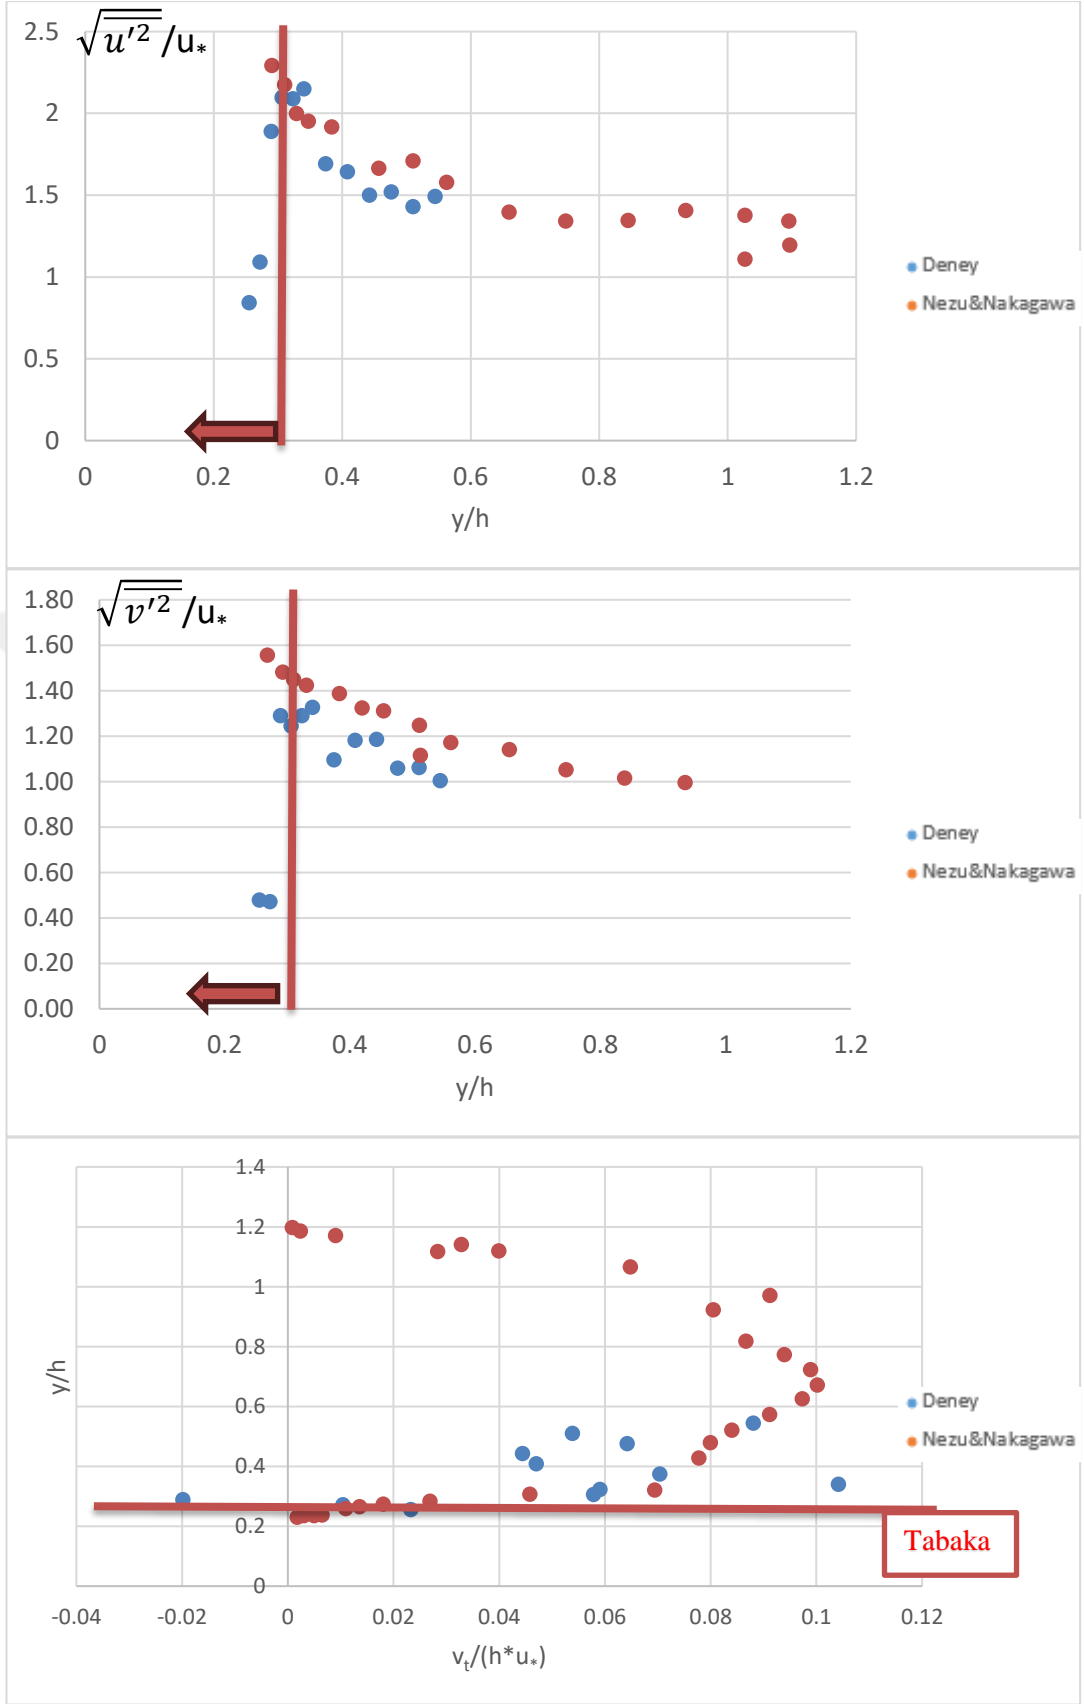 √u′² /u*
2.5
2
1.5
1
0.5
0
0 0.2 0.4 0.6 0.8 1 1.2
y/h
Deney
Nezu&Nakagawa
√v′² /u*
1.80
1.60
1.40
1.20
1.00
0.80
0.60
0.40
0.20
0.00
0 0.2 0.4 0.6 0.8 1 1.2
y/h
Deney
Nezu&Nakagawa
1.4
1.2
1
0.8
0.6
0.4
0.2
0
y/h
-0.04 -0.02 0 0.02 0.04 0.06 0.08 0.1 0.12
vt/(h*u*)
Deney
Nezu&Nakagawa
Tabaka